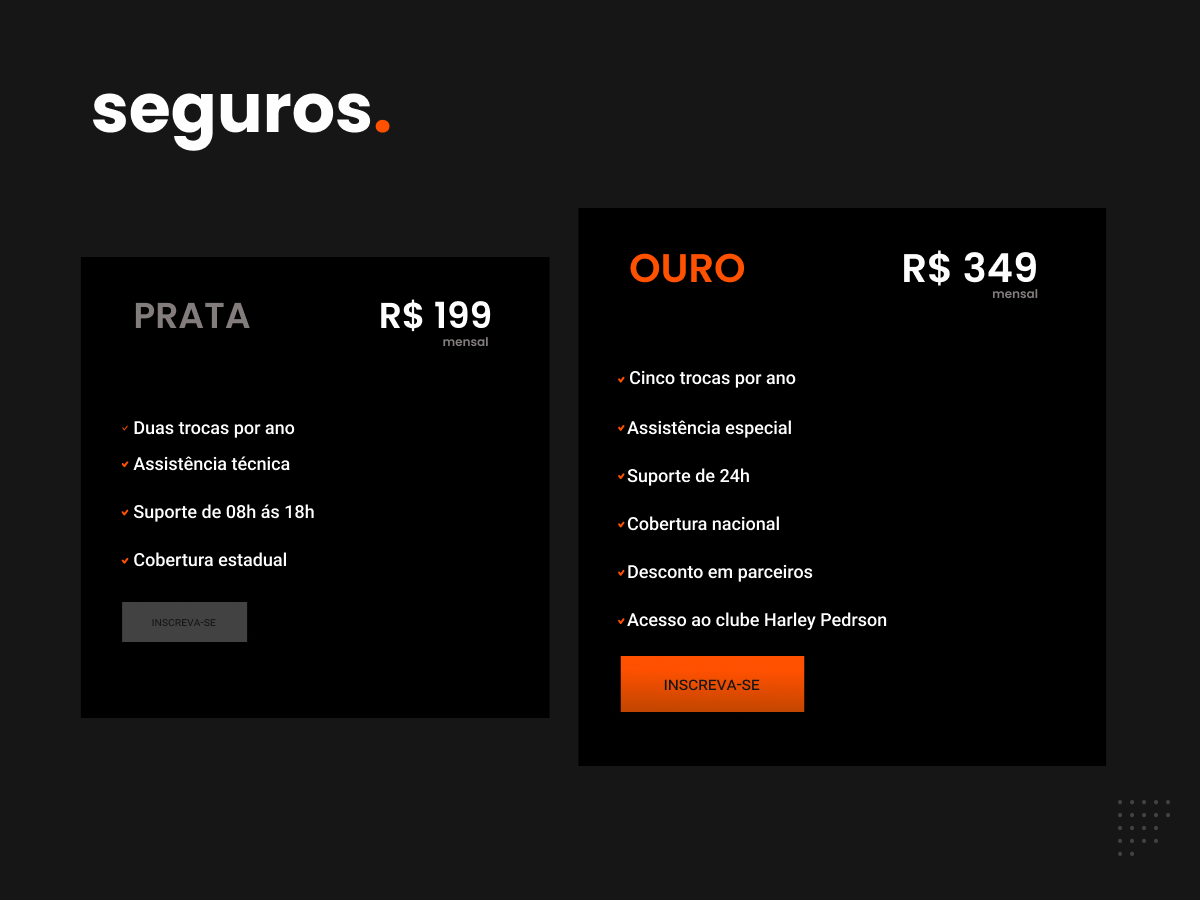 seguros.
PRATA
R$ 199
mensal
Duas trocas por ano
Assistência técnica
Suporte de 08h ás 18h
Cobertura estadual
INSCREVA-SE
OURO
R$ 349
mensal
Cinco trocas por ano
Assistência especial
Suporte de 24h
Cobertura nacional
Desconto em parceiros
Acesso ao clube Harley Pedrson
INSCREVA-SE